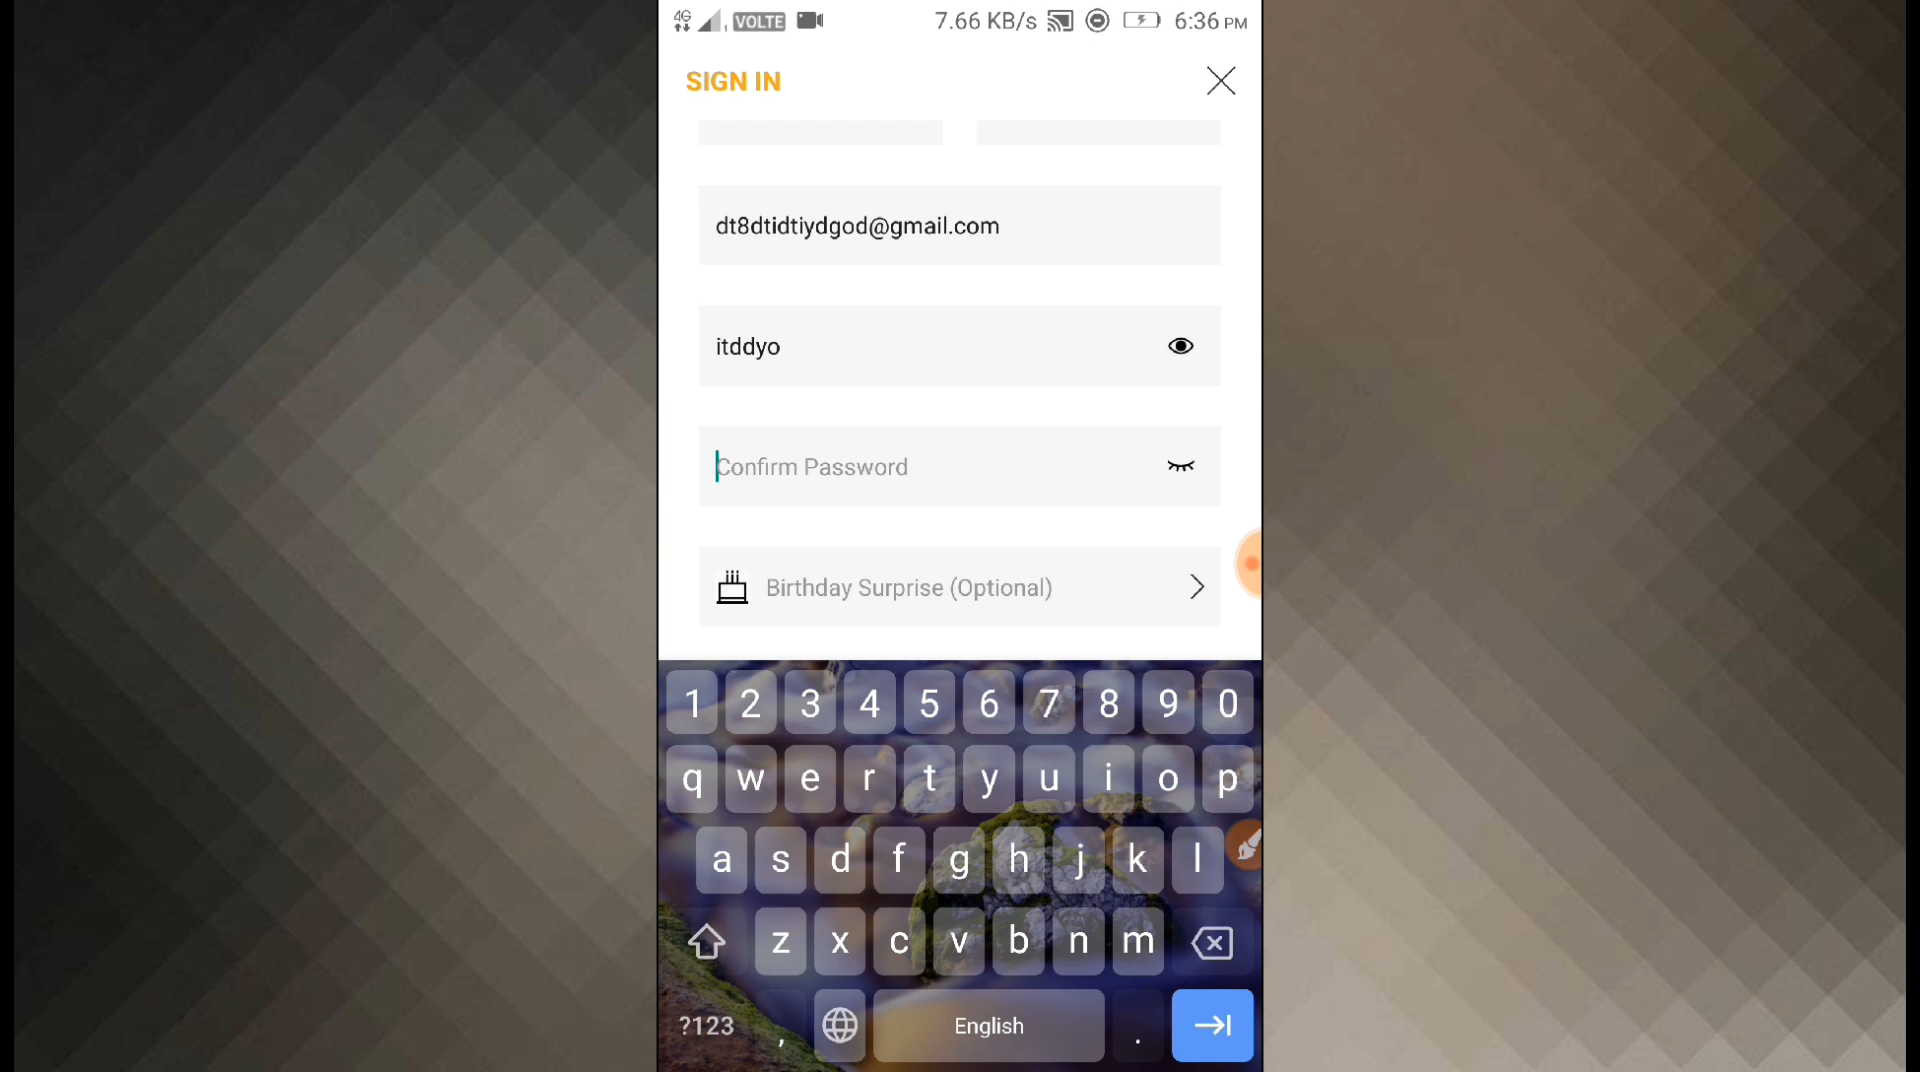 4G VOLTE 7.66 KB/s 6:36 PM
SIGN IN
dt8dtidtiydgod@gmail.com
itddyo
Confirm Password
Birthday Surprise (Optional)
1 2 3 4 5 6 7 8 9 0
q w e r t y u i o p
a s d f g h j k l
z x c v b n m
?123 , English .